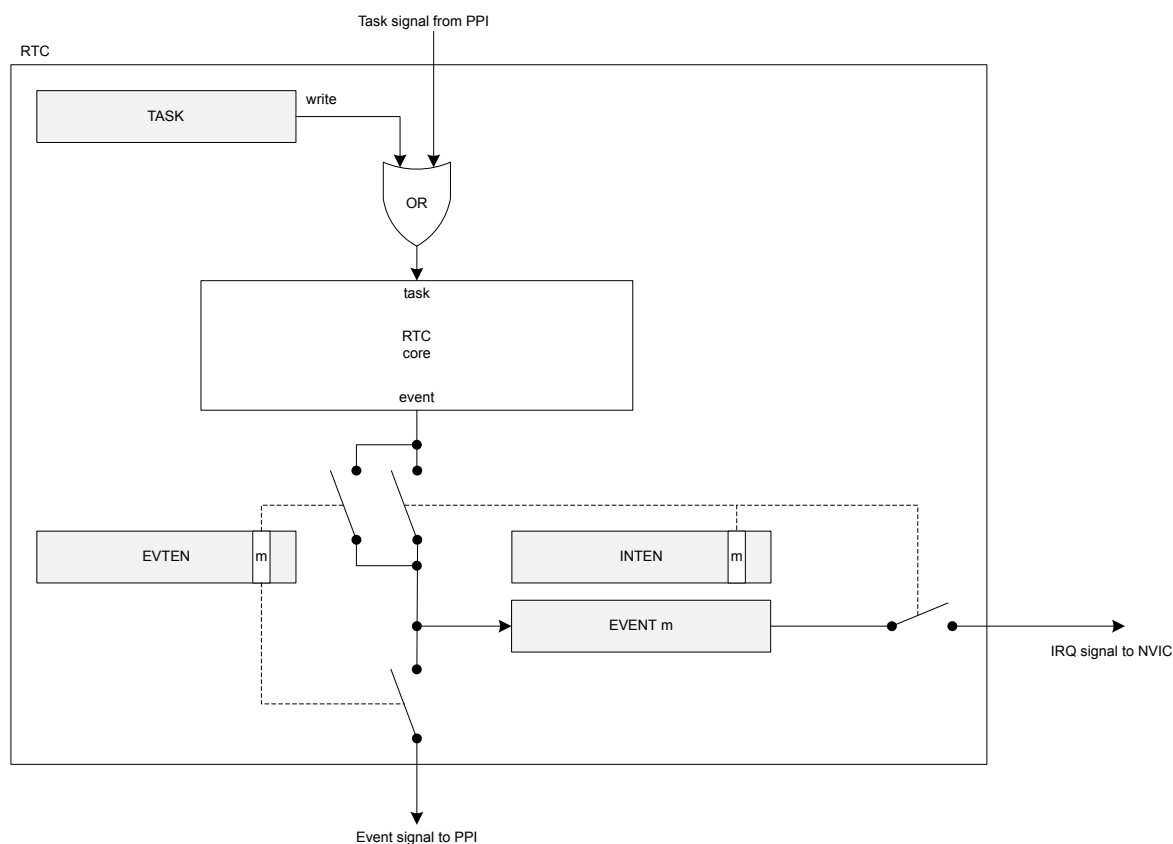 Task signal from PPI
RTC
write
TASK
OR
task
RTC
core
event
EVTEN
m
INTEN
m
EVENT m
IRQ signal to NVIC
Event signal to PPI